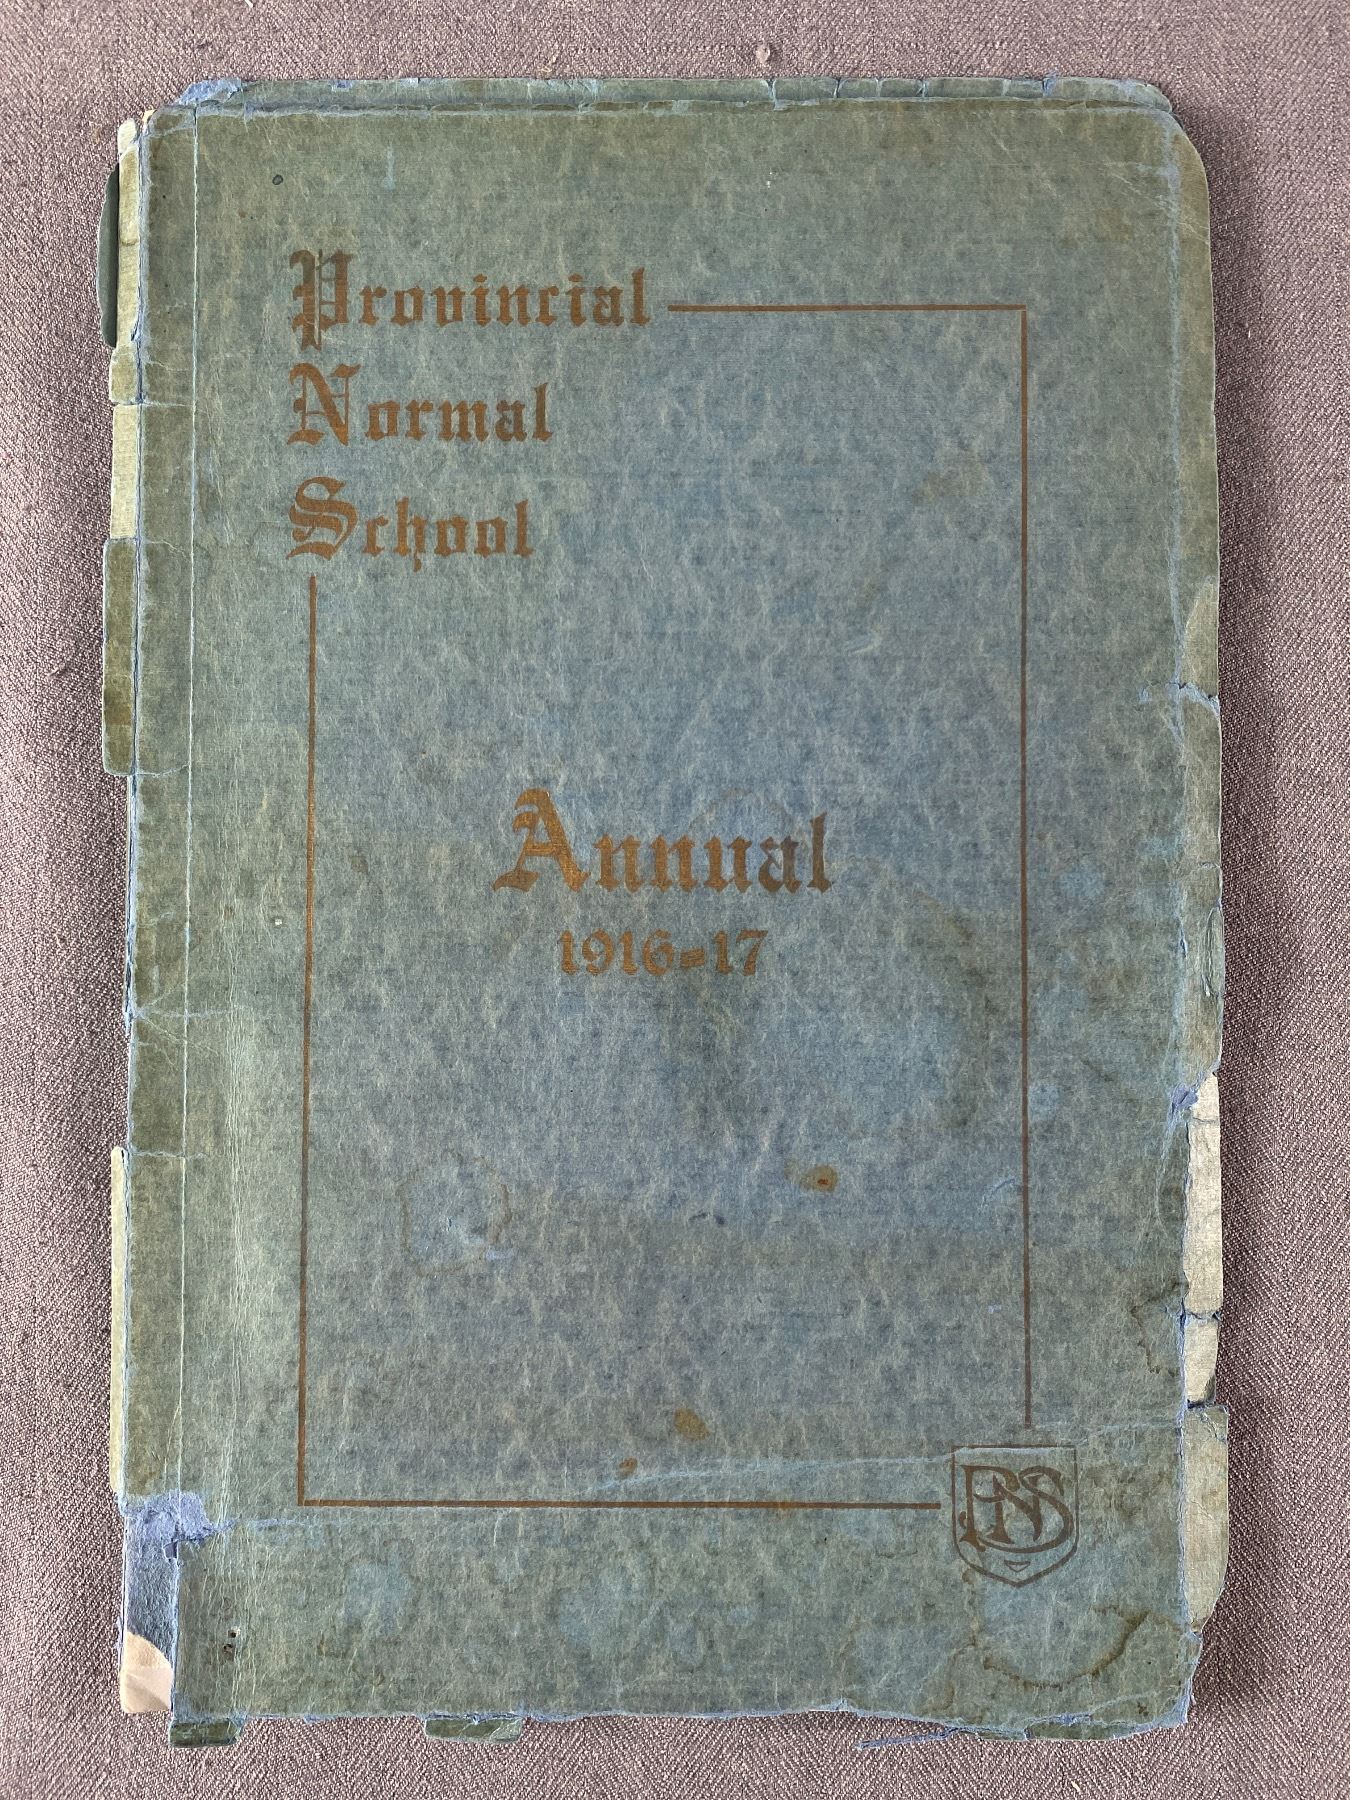 Provincial
Normal
School
Annual
1916-17
PNS